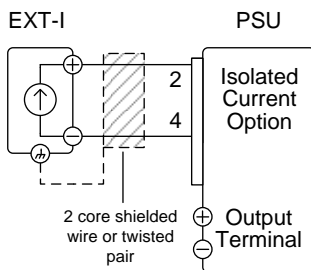 EXT-I
PSU
+
2
Isolated
Current
Option
-
4
2 core shielded
wire or twisted
pair
+
Output
Terminal
-